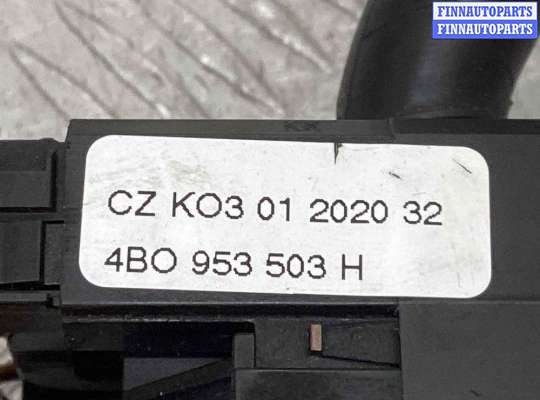 FINNAUTOPARTS
FINNAUTOPARTS
CZ KO3 01 2020 32
4BO 953 503 H